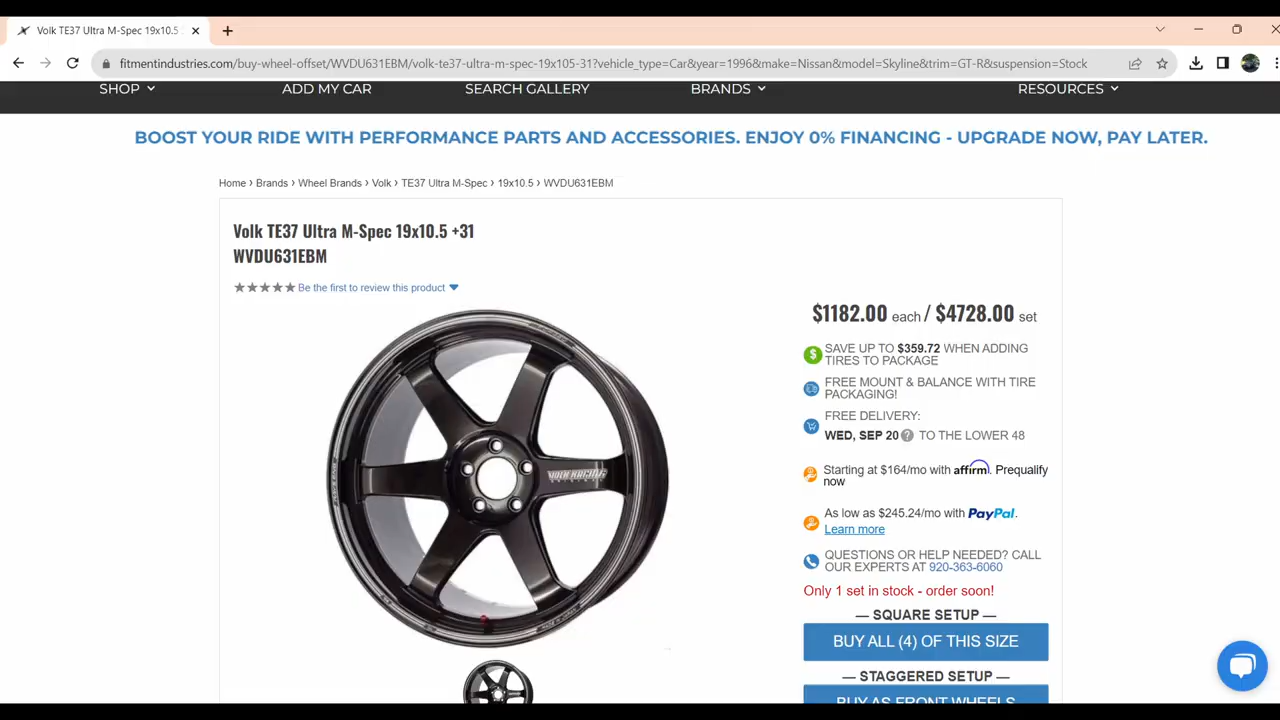 Volk TE37 Ultra M-Spec 19x10.5
fitmentindustries.com/buy-wheel-offset/WVDU631EBM/volk-te37-ultra-m-spec-19x105-31?vehicle_type=Car&year=1996&make=Nissan&model=Skyline&trim=GT-R&suspension=Stock
SHOP ADD MY CAR SEARCH GALLERY BRANDS RESOURCES
BOOST YOUR RIDE WITH PERFORMANCE PARTS AND ACCESSORIES. ENJOY 0% FINANCING - UPGRADE NOW, PAY LATER.
Home › Brands › Wheel Brands › Volk › TE37 Ultra M-Spec › 19x10.5 › WVDU631EBM
Volk TE37 Ultra M-Spec 19x10.5 +31
WVDU631EBM
Be the first to review this product
VOLK RACING
$1182.00 each / $4728.00 set
SAVE UP TO $359.72 WHEN ADDING
TIRES TO PACKAGE
FREE MOUNT & BALANCE WITH TIRE
PACKAGING!
FREE DELIVERY:
WED, SEP 20 ? TO THE LOWER 48
Starting at $164/mo with affirm. Prequalify
now
As low as $245.24/mo with PayPal.
Learn more
QUESTIONS OR HELP NEEDED? CALL
OUR EXPERTS AT 920-363-6060
Only 1 set in stock - order soon!
— SQUARE SETUP —
BUY ALL (4) OF THIS SIZE
— STAGGERED SETUP —
BUY AS FRONT WHEELS